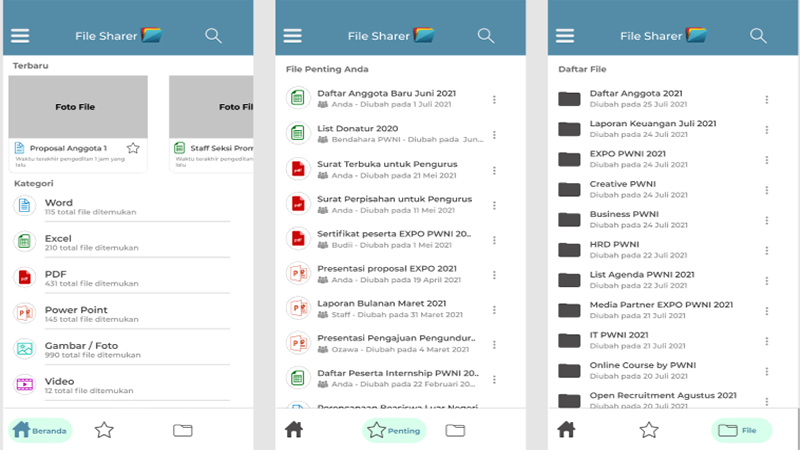 File Sharer
Terbaru
Foto File
Foto Fil
Proposal Anggota 1
Waktu terakhir pengeditan 1 jam yang
lalu
Staff Seksi Prom
Waktu terakhir pengeditan
lalu
Kategori
Word
115 total file ditemukan
Excel
210 total file ditemukan
PDF
431 total file ditemukan
Power Point
145 total file ditemukan
Gambar / Foto
990 total file ditemukan
Video
12 total file ditemukan
Beranda
File Sharer
File Penting Anda
Daftar Anggota Baru Juni 2021
Anda - Diubah pada 1 Juli 2021
List Donatur 2020
Bendahara PWNI - Diubah pada Jun...
Surat Terbuka untuk Pengurus
Anda - Diubah pada 21 Mei 2021
pdf
Surat Perpisahan untuk Pengurus
Anda - Diubah pada 11 Mei 2021
pdf
Sertifikat peserta EXPO PWNI 20..
Budii - Diubah pada 1 Mei 2021
pdf
Presentasi proposal EXPO 2021
Anda - Diubah pada 19 April 2021
Laporan Bulanan Maret 2021
Staff - Diubah pada 31 Maret 2021
Presentasi Pengajuan Pengundur..
Ozawa - Diubah pada 4 Maret 2021
Daftar Peserta Internship PWNI 20..
Anda - Diubah pada 22 Februari 20...
Perencanaan Beasiswa Luar Negeri
Penting
File Sharer
Daftar File
Daftar Anggota 2021
Diubah pada 25 Juli 2021
Laporan Keuangan Juli 2021
Diubah pada 24 Juli 2021
EXPO PWNI 2021
Diubah pada 24 Juli 2021
Creative PWNI
Diubah pada 24 Juli 2021
Business PWNI
Diubah pada 24 Juli 2021
HRD PWNI
Diubah pada 22 Juli 2021
List Agenda PWNI 2021
Diubah pada 22 Juli 2021
Media Partner EXPO PWNI 2021
Diubah pada 21 Juli 2021
IT PWNI 2021
Diubah pada 21 Juli 2021
Online Course by PWNI
Diubah pada 20 Juli 2021
Open Recruitment Agustus 2021
Diubah pada 20 Juli 2021
File